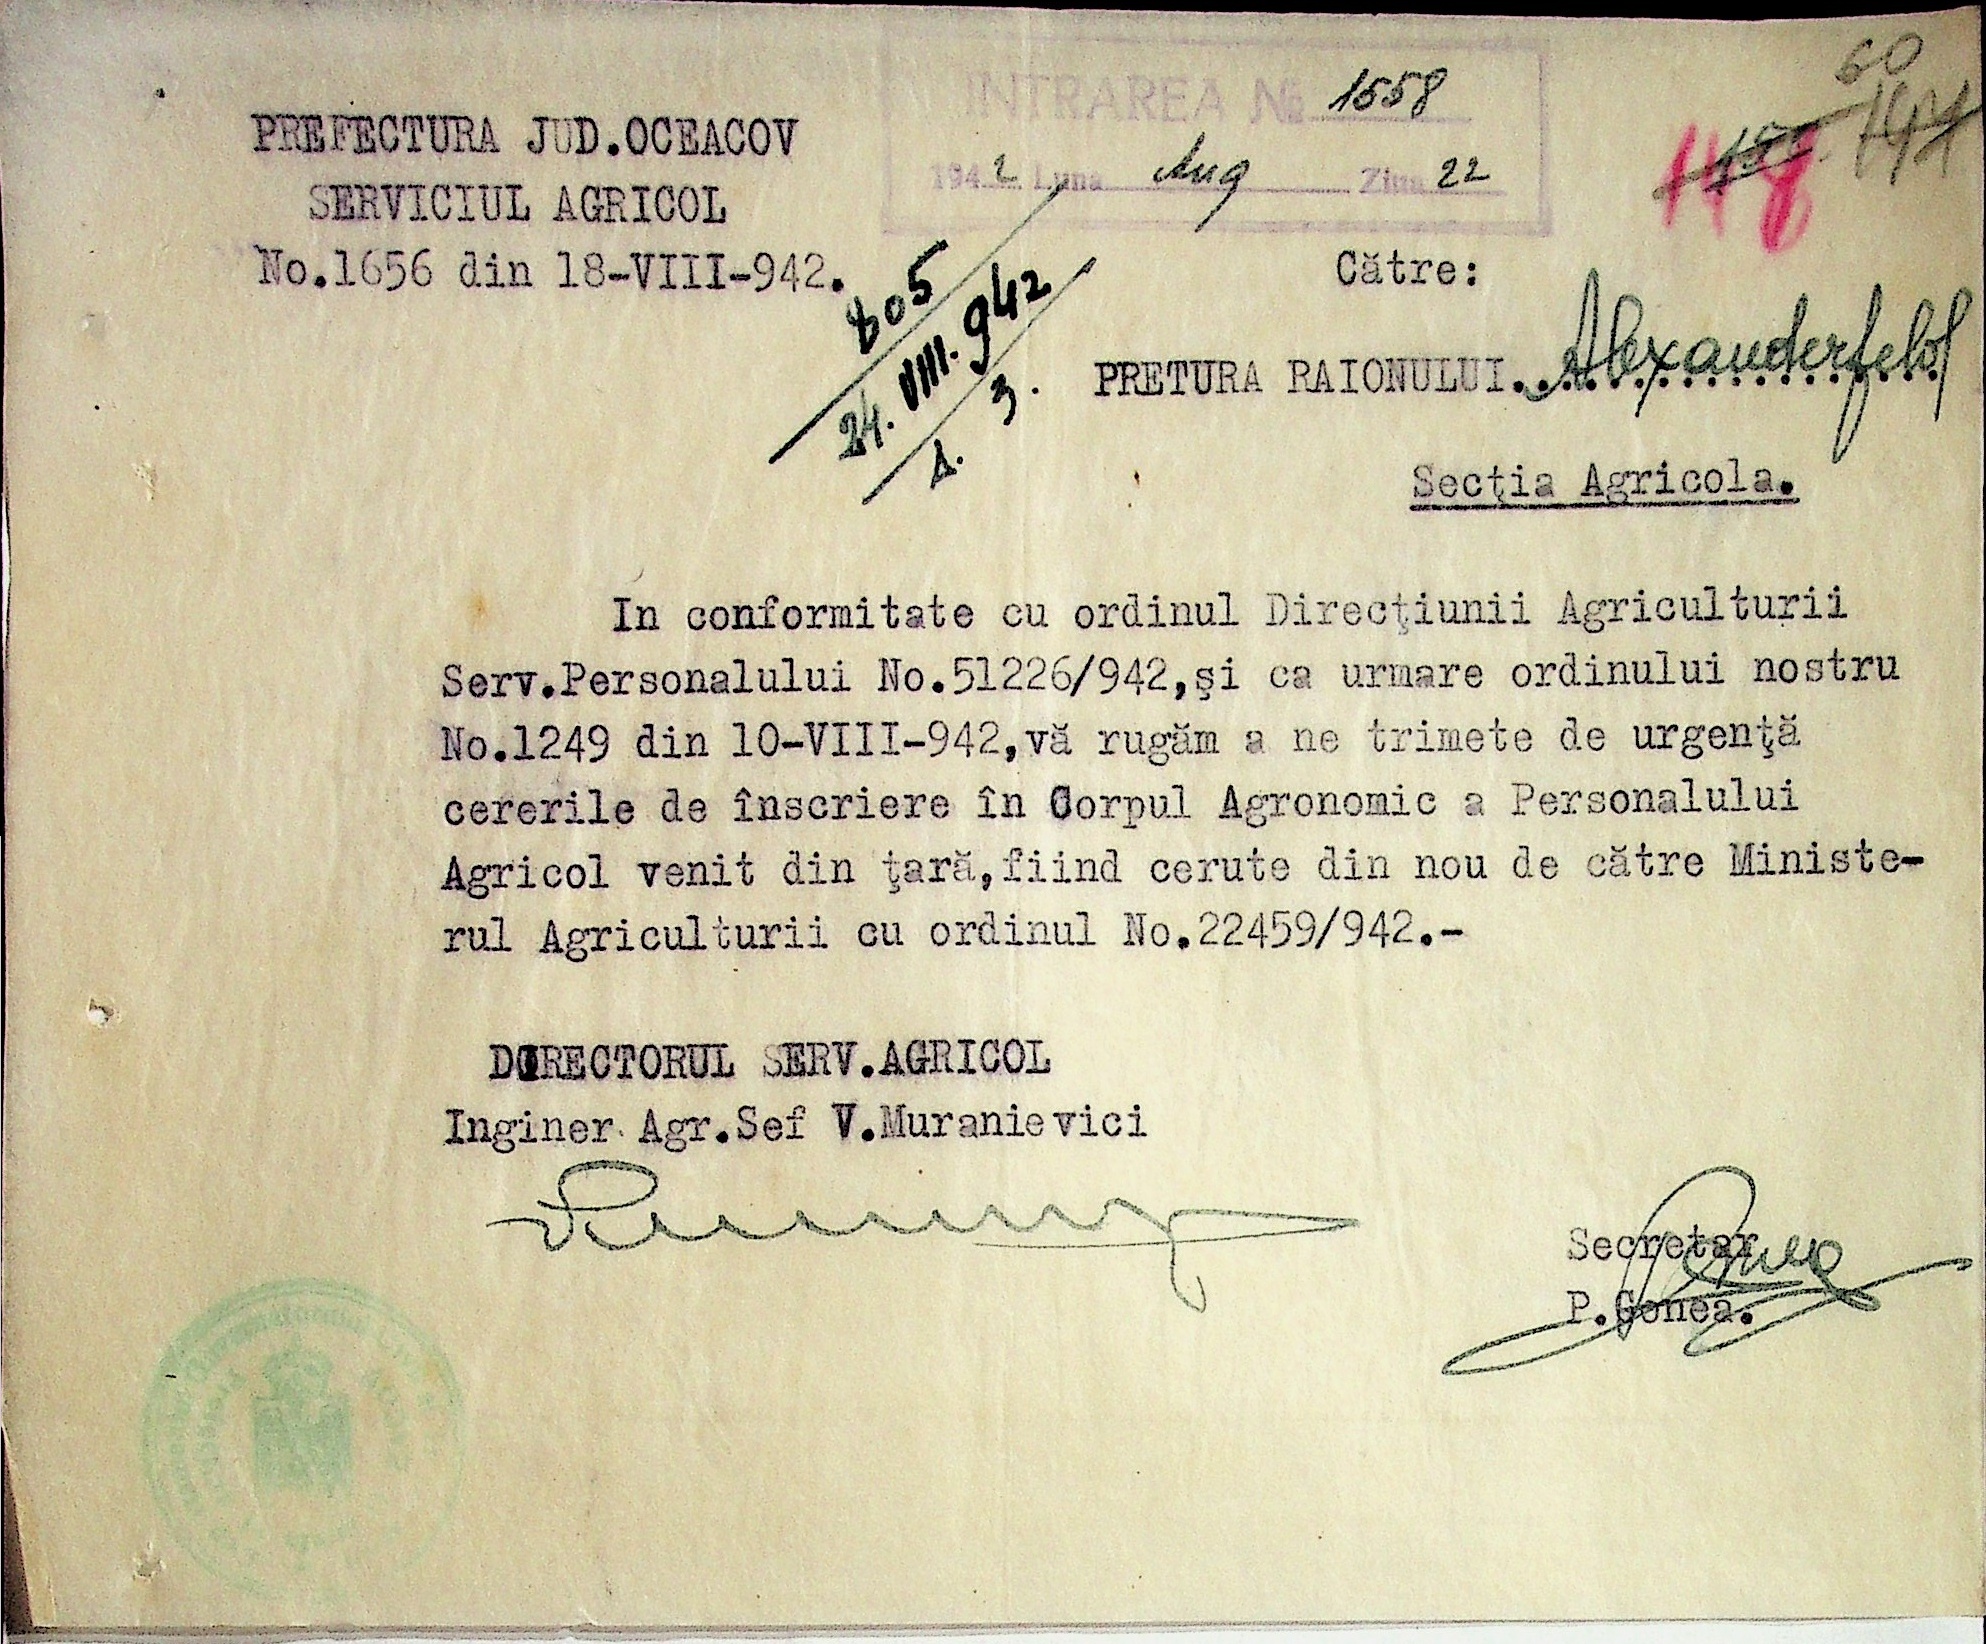 INTRAREA № 1558
1942 Luna Aug Ziua 22
60
118
PREFECTURA JUD.OCEACOV
SERVICIUL AGRICOL
No.1656 din 18-VIII-942.
805
24.VIII.942
3.
Către:
PRETURA RAIONULUI. Alexanderfeld
Secţia Agricola.
In conformitate cu ordinul Direcţiunii Agriculturii
Serv.Personalului No.51226/942,şi ca urmare ordinului nostru
No.1249 din 10-VIII-942,vă rugăm a ne trimete de urgenţă
cererile de înscriere în Corpul Agronomic a Personalului
Agricol venit din ţară,fiind cerute din nou de către Ministe-
rul Agriculturii cu ordinul No.22459/942.-
DIRECTORUL SERV.AGRICOL
Inginer Agr.Sef V.Muranievici
Secretar
P.Gonea.